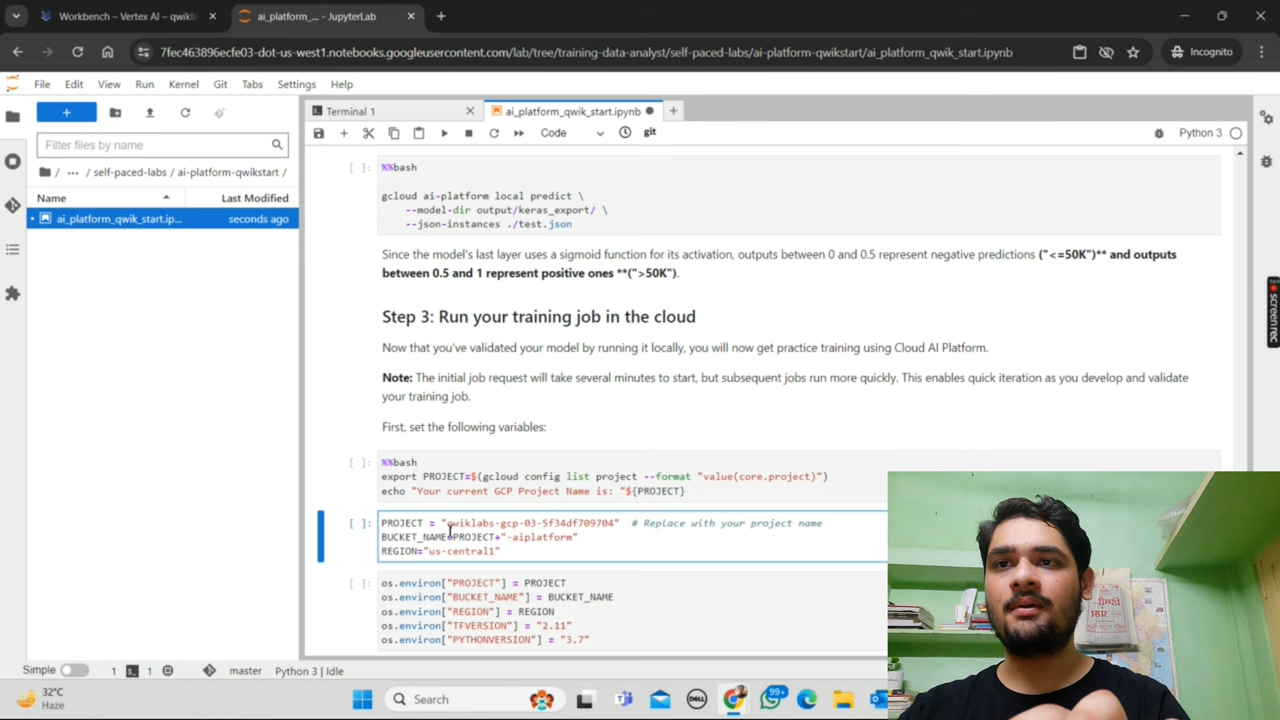 Workbench – Vertex AI – qwikl
ai_platform_... - JupyterLab
7fec463896ecfe03-dot-us-west1.notebooks.googleusercontent.com/lab/tree/training-data-analyst/self-paced-labs/ai-platform-qwikstart/ai_platform_qwik_start.ipynb
Incognito
File Edit View Run Kernel Git Tabs Settings Help
Terminal 1
ai_platform_qwik_start.ipynb
Code
git
Python 3
Filter files by name
/ ... / self-paced-labs / ai-platform-qwikstart /
Name
Last Modified
ai_platform_qwik_start.ip...
seconds ago
[ ]:
%%bash
gcloud ai-platform local predict \
--model-dir output/keras_export/ \
--json-instances ./test.json
Since the model's last layer uses a sigmoid function for its activation, outputs between 0 and 0.5 represent negative predictions ("<=50K")** and outputs
between 0.5 and 1 represent positive ones **(">50K").
Step 3: Run your training job in the cloud
Now that you've validated your model by running it locally, you will now get practice training using Cloud AI Platform.
Note: The initial job request will take several minutes to start, but subsequent jobs run more quickly. This enables quick iteration as you develop and validate
your training job.
First, set the following variables:
[ ]:
%%bash
export PROJECT=$(gcloud config list project --format "value(core.project)")
echo "Your current GCP Project Name is: "${PROJECT}
[ ]:
PROJECT = "qwiklabs-gcp-03-5f34df709704" # Replace with your project name
BUCKET_NAME=PROJECT+"-aiplatform"
REGION="us-central1"
[ ]:
os.environ["PROJECT"] = PROJECT
os.environ["BUCKET_NAME"] = BUCKET_NAME
os.environ["REGION"] = REGION
os.environ["TFVERSION"] = "2.11"
os.environ["PYTHONVERSION"] = "3.7"
screenrec
Simple
1
1
master
Python 3 | Idle
32°C
Haze
Search
99+
DELL